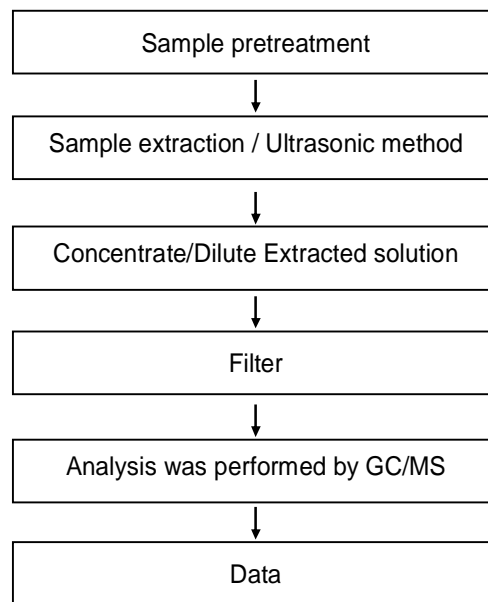 Sample pretreatment
Sample extraction / Ultrasonic method
Concentrate/Dilute Extracted solution
Filter
Analysis was performed by GC/MS
Data